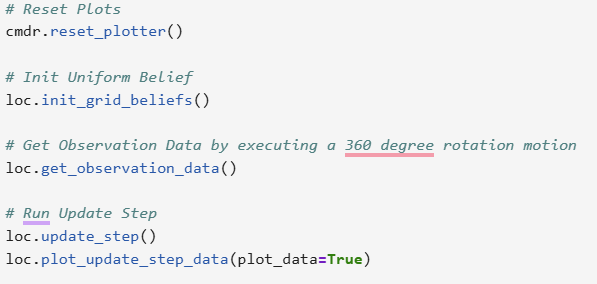 # Reset Plots
cmdr.reset_plotter()
# Init Uniform Belief
loc.init_grid_beliefs()
# Get Observation Data by executing a 360 degree rotation motion
loc.get_observation_data()
# Run Update Step
loc.update_step()
loc.plot_update_step_data(plot_data=True)